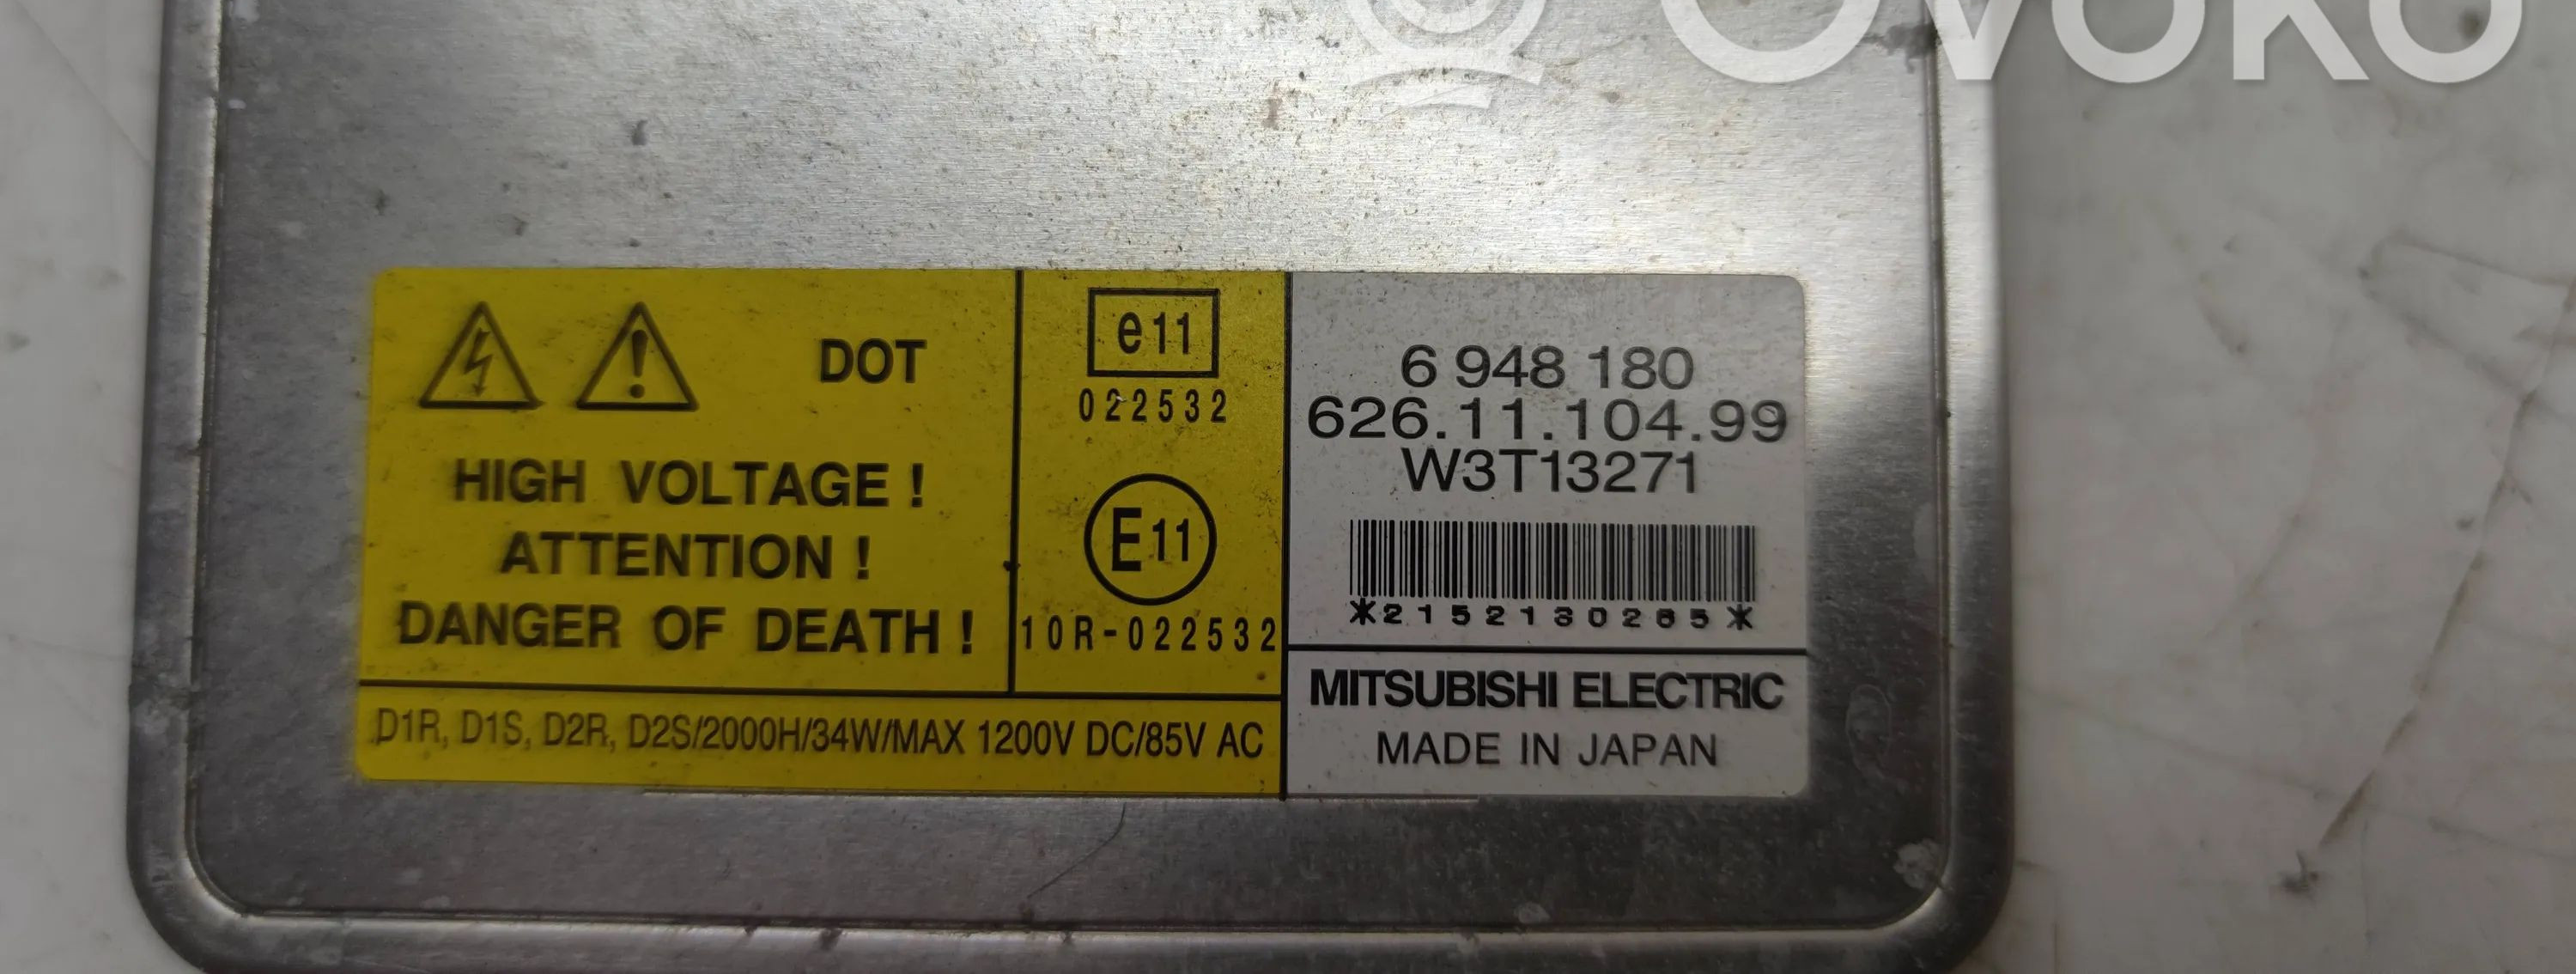 OVOKO
DOT
HIGH VOLTAGE !
ATTENTION !
DANGER OF DEATH !
e11
022532
E11
10R-022532
D1R, D1S, D2R, D2S/2000H/34W/MAX 1200V DC/85V AC
6 948 180
626.11.104.99
W3T13271
*2152130265*
MITSUBISHI ELECTRIC
MADE IN JAPAN